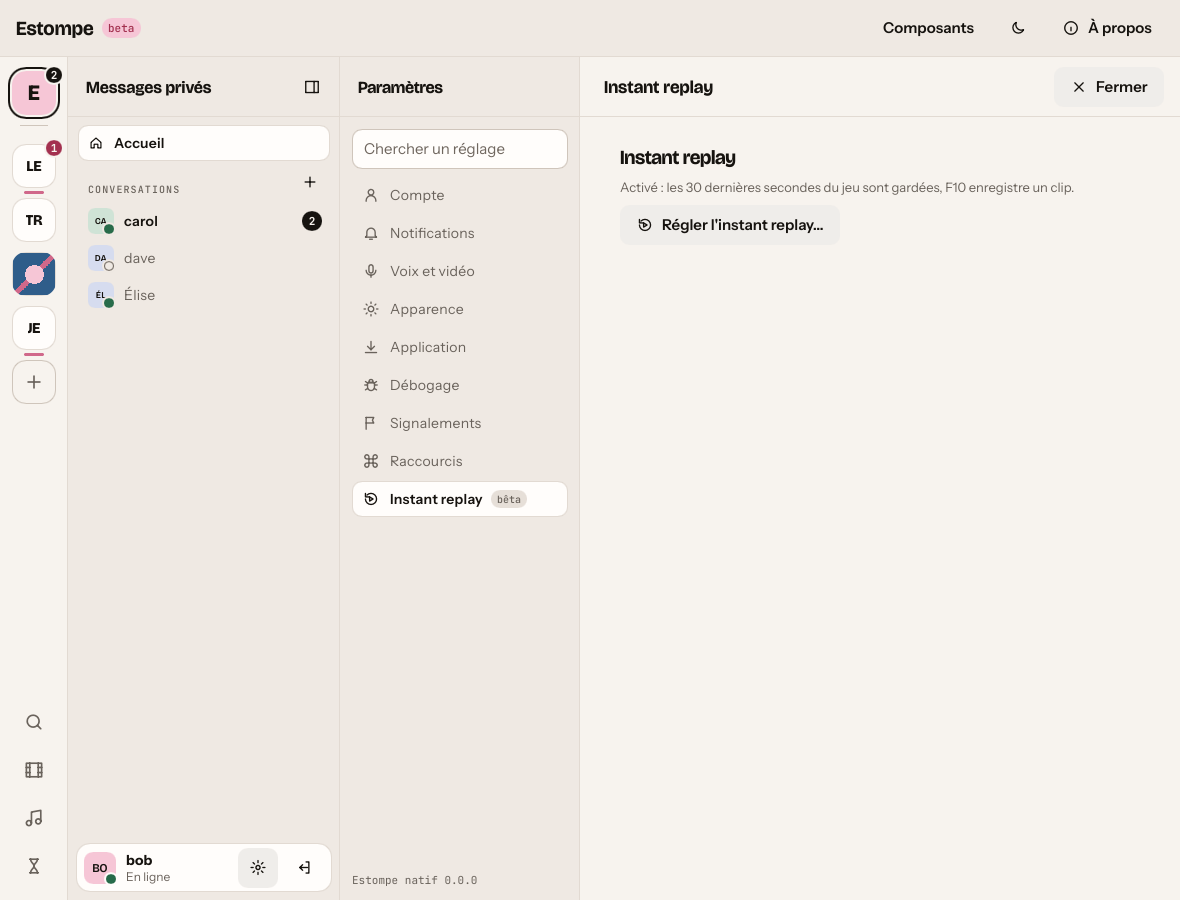 Estompe beta
Composants
À propos
E
2
LE
1
TR
JE
Messages privés
Accueil
CONVERSATIONS
CA
carol
2
DA
dave
ÉL
Élise
BO
bob
En ligne
Paramètres
Chercher un réglage
Compte
Notifications
Voix et vidéo
Apparence
Application
Débogage
Signalements
Raccourcis
Instant replay bêta
Estompe natif 0.0.0
Instant replay
Fermer
Instant replay
Activé : les 30 dernières secondes du jeu sont gardées, F10 enregistre un clip.
Régler l'instant replay...